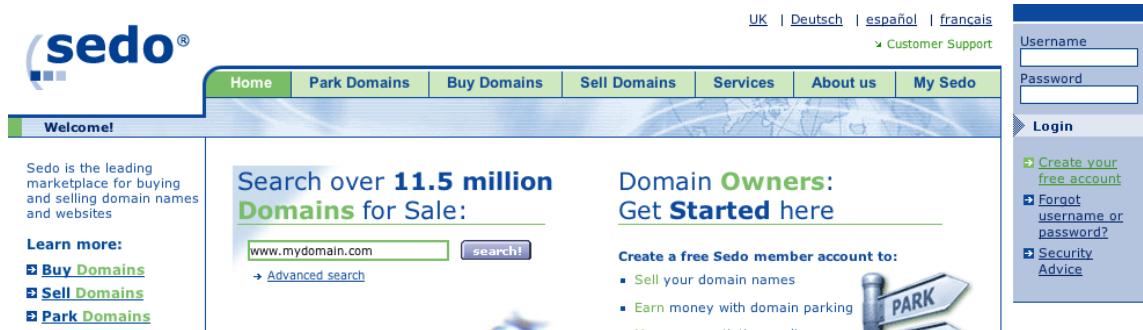 UK | Deutsch | español | français
Customer Support
sedo®
Home Park Domains Buy Domains Sell Domains Services About us My Sedo
Welcome!
Sedo is the leading
marketplace for buying
and selling domain names
and websites
Learn more:
Buy Domains
Sell Domains
Park Domains
Search over 11.5 million
Domains for Sale:
www.mydomain.com search!
Advanced search
Domain Owners:
Get Started here
Create a free Sedo member account to:
Sell your domain names
Earn money with domain parking
PARK
Username
Password
Login
Create your
free account
Forgot
username or
password?
Security
Advice